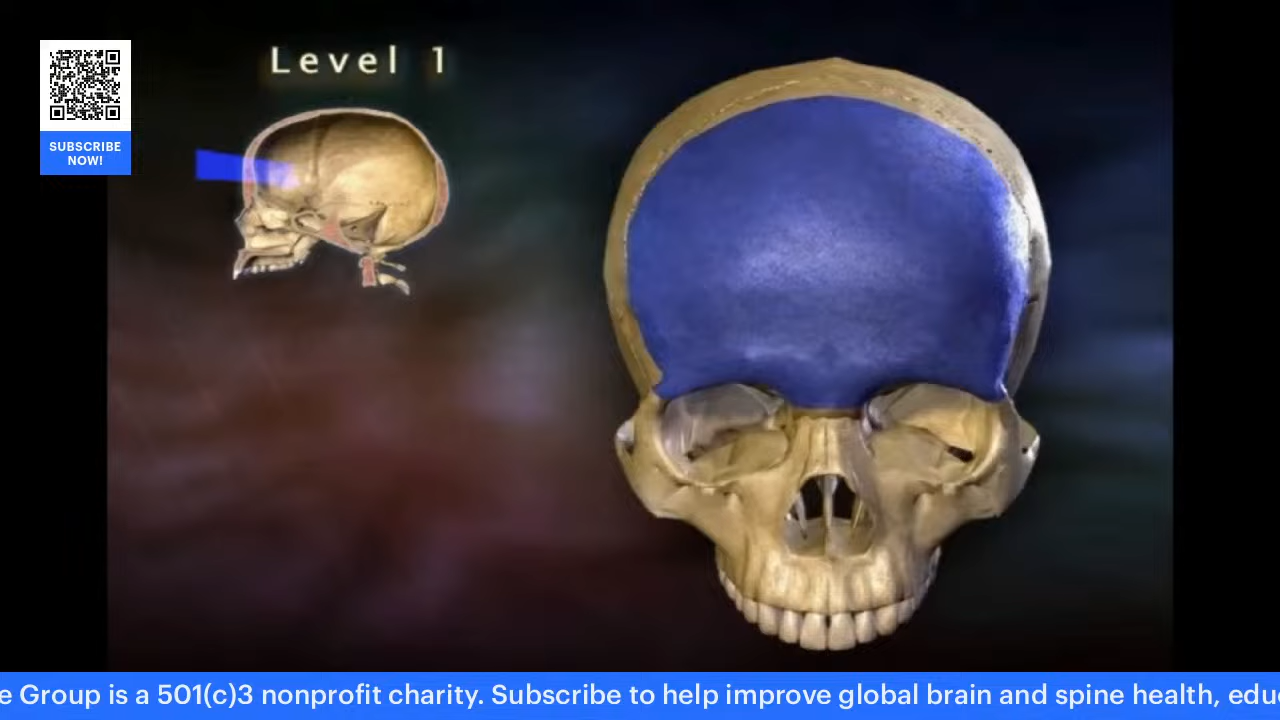 Level 1
SUBSCRIBE
NOW!
e Group is a 501(c)3 nonprofit charity. Subscribe to help improve global brain and spine health, edu